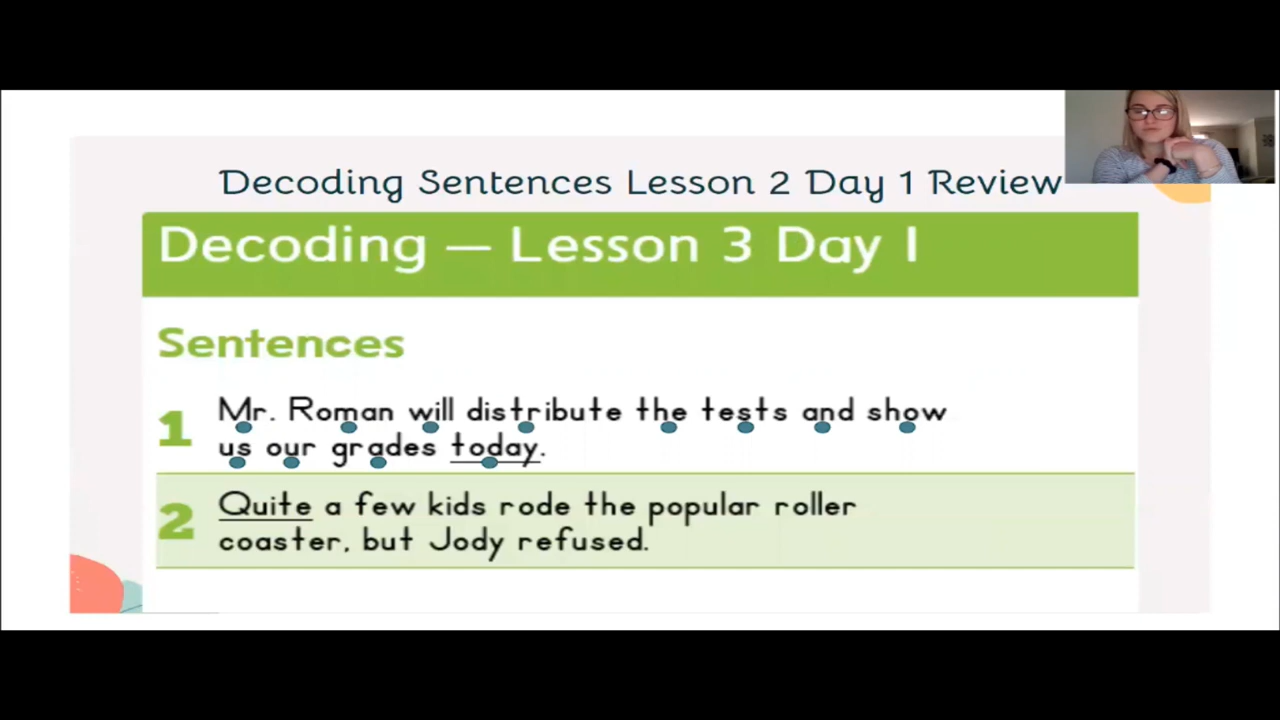 Decoding Sentences Lesson 2 Day 1 Review
Decoding — Lesson 3 Day 1
Sentences
1 Mr. Roman will distribute the tests and show
us our grades today.
2 Quite a few kids rode the popular roller
coaster, but Jody refused.